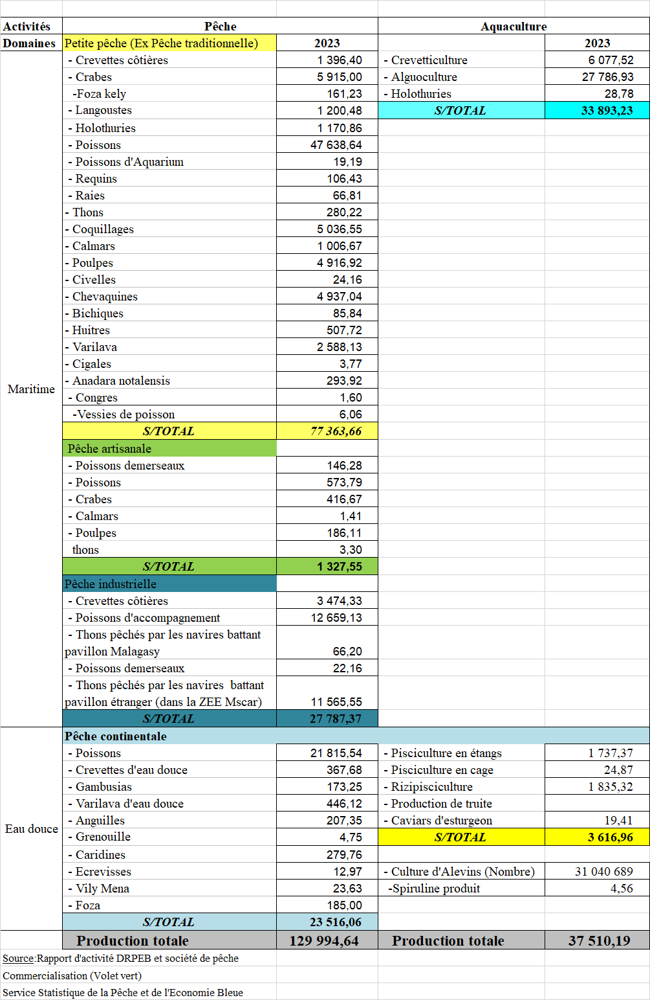 Activités Pêche Aquaculture
Domaines Petite pêche (Ex Pêche traditionnelle) 2023 2023
- Crevettes côtières 1 396,40 - Crevetticulture 6 077,52
- Crabes 5 915,00 - Alguoculture 27 786,93
-Foza kely 161,23 - Holothuries 28,78
- Langoustes 1 200,48 S/TOTAL 33 893,23
- Holothuries 1 170,86
- Poissons 47 638,64
- Poissons d'Aquarium 19,19
- Requins 106,43
- Raies 66,81
- Thons 280,22
- Coquillages 5 036,55
- Calmars 1 006,67
- Poulpes 4 916,92
- Civelles 24,16
- Chevaquines 4 937,04
- Bichiques 85,84
- Huitres 507,72
- Varilava 2 588,13
- Cigales 3,77
- Anadara notalensis 293,92
Maritime
- Congres 1,60
-Vessies de poisson 6,06
S/TOTAL 77 363,66
Pêche artisanale
- Poissons demerseaux 146,28
- Poissons 573,79
- Crabes 416,67
- Calmars 1,41
- Poulpes 186,11
thons 3,30
S/TOTAL 1 327,55
Pêche industrielle
- Crevettes côtières 3 474,33
- Poissons d'accompagnement 12 659,13
- Thons pêchés par les navires battant
pavillon Malagasy 66,20
- Poissons demerseaux 22,16
- Thons pêchés par les navires battant
pavillon étranger (dans la ZEE Mscar) 11 565,55
S/TOTAL 27 787,37
Pêche continentale
- Poissons 21 815,54 - Pisciculture en étangs 1 737,37
- Crevettes d'eau douce 367,68 - Pisciculture en cage 24,87
- Gambusias 173,25 - Rizipisciculture 1 835,32
- Varilava d'eau douce 446,12 - Production de truite
- Anguilles 207,35 - Caviars d'esturgeon 19,41
Eau douce
- Grenouille 4,75 S/TOTAL 3 616,96
- Caridines 279,76
- Ecrevisses 12,97 - Culture d'Alevins (Nombre) 31 040 689
- Vily Mena 23,63 -Spiruline produit 4,56
- Foza 185,00
S/TOTAL 23 516,06
Production totale 129 994,64 Production totale 37 510,19
Source:Rapport d'activité DRPEB et société de pêche
Commercialisation (Volet vert)
Service Statistique de la Pêche et de l'Economie Bleue